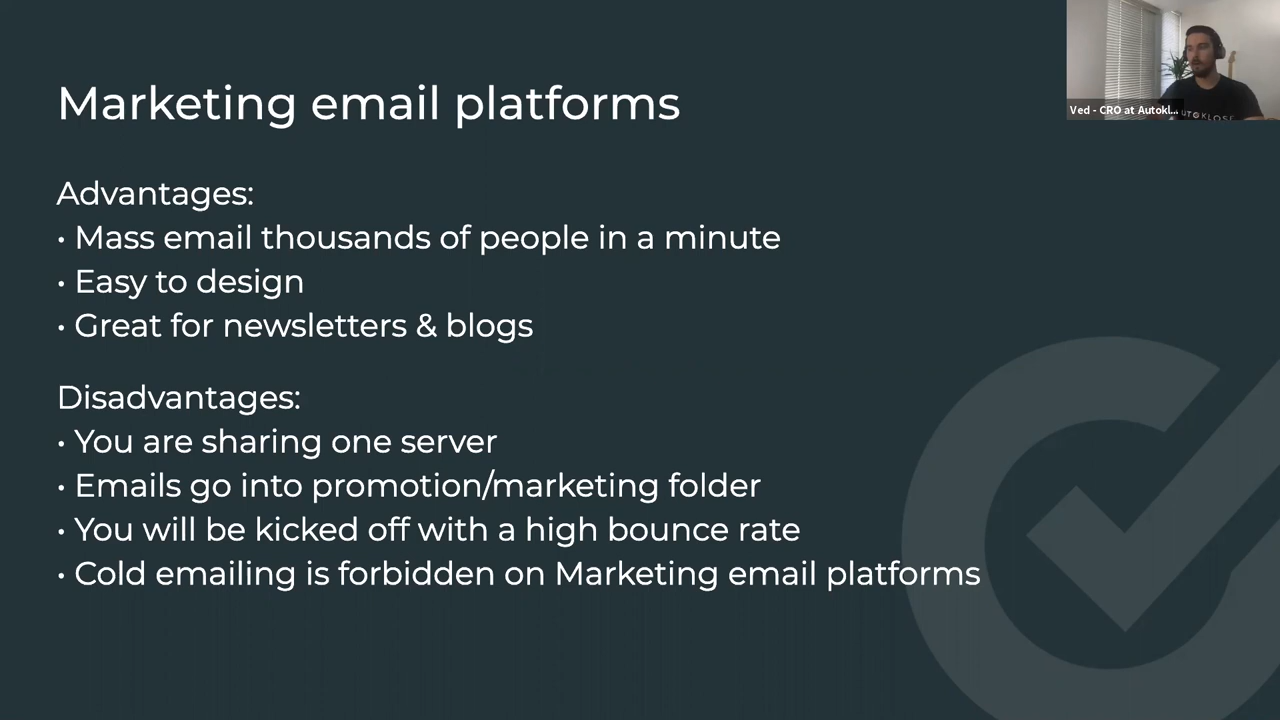 Marketing email platforms
Ved - CRO at Autokl...
Advantages:
• Mass email thousands of people in a minute
• Easy to design
• Great for newsletters & blogs
Disadvantages:
• You are sharing one server
• Emails go into promotion/marketing folder
• You will be kicked off with a high bounce rate
• Cold emailing is forbidden on Marketing email platforms